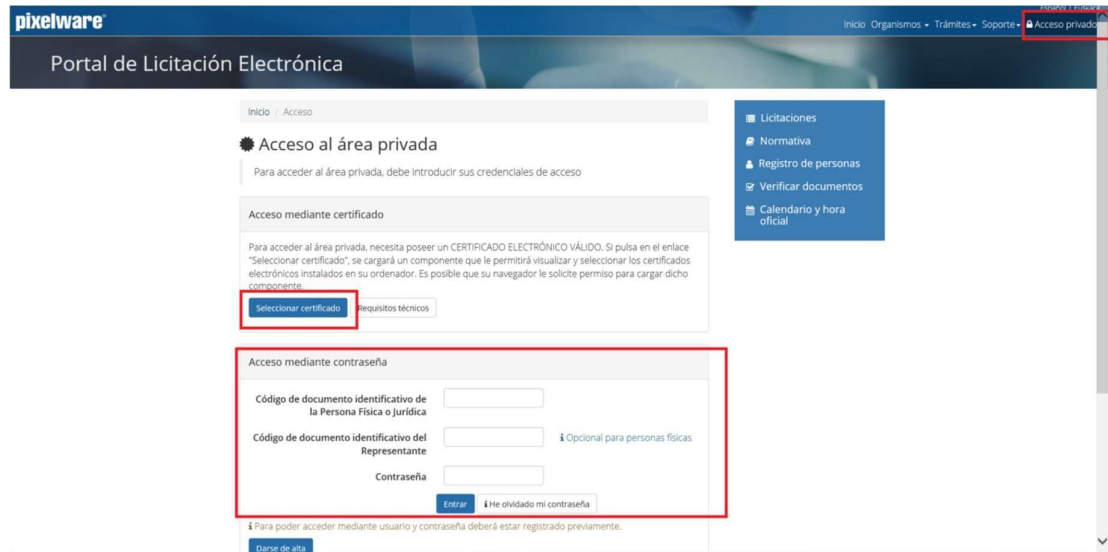 Español | Euskara
pixelware
Inicio Organismos Trámites Soporte Acceso privado
Portal de Licitación Electrónica
Inicio / Acceso
Acceso al área privada
Para acceder al área privada, debe introducir sus credenciales de acceso
Acceso mediante certificado
Para acceder al área privada, necesita poseer un CERTIFICADO ELECTRÓNICO VÁLIDO. Si pulsa en el enlace
"Seleccionar certificado", se cargará un componente que le permitirá visualizar y seleccionar los certificados
electrónicos instalados en su ordenador. Es posible que su navegador le solicite permiso para cargar dicho
componente.
Seleccionar certificado Requisitos técnicos
Acceso mediante contraseña
Código de documento identificativo de
la Persona Física o Jurídica
Código de documento identificativo del
Representante
Opcional para personas físicas
Contraseña
Entrar He olvidado mi contraseña
Para poder acceder mediante usuario y contraseña deberá estar registrado previamente.
Darse de alta
Licitaciones
Normativa
Registro de personas
Verificar documentos
Calendario y hora
oficial